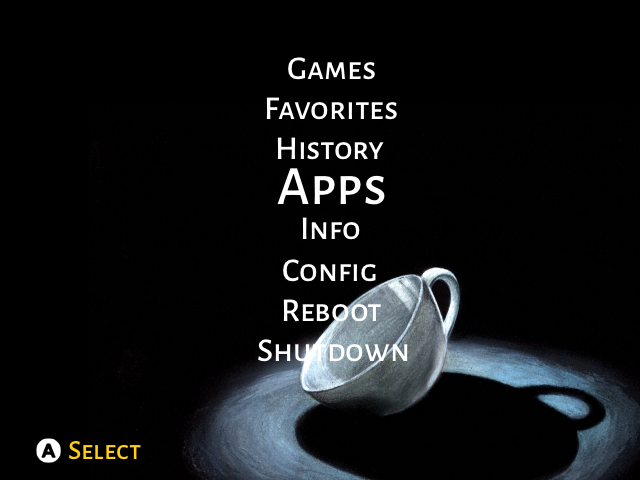 Games
Favorites
History
Apps
Info
Config
Reboot
Shutdown
A Select